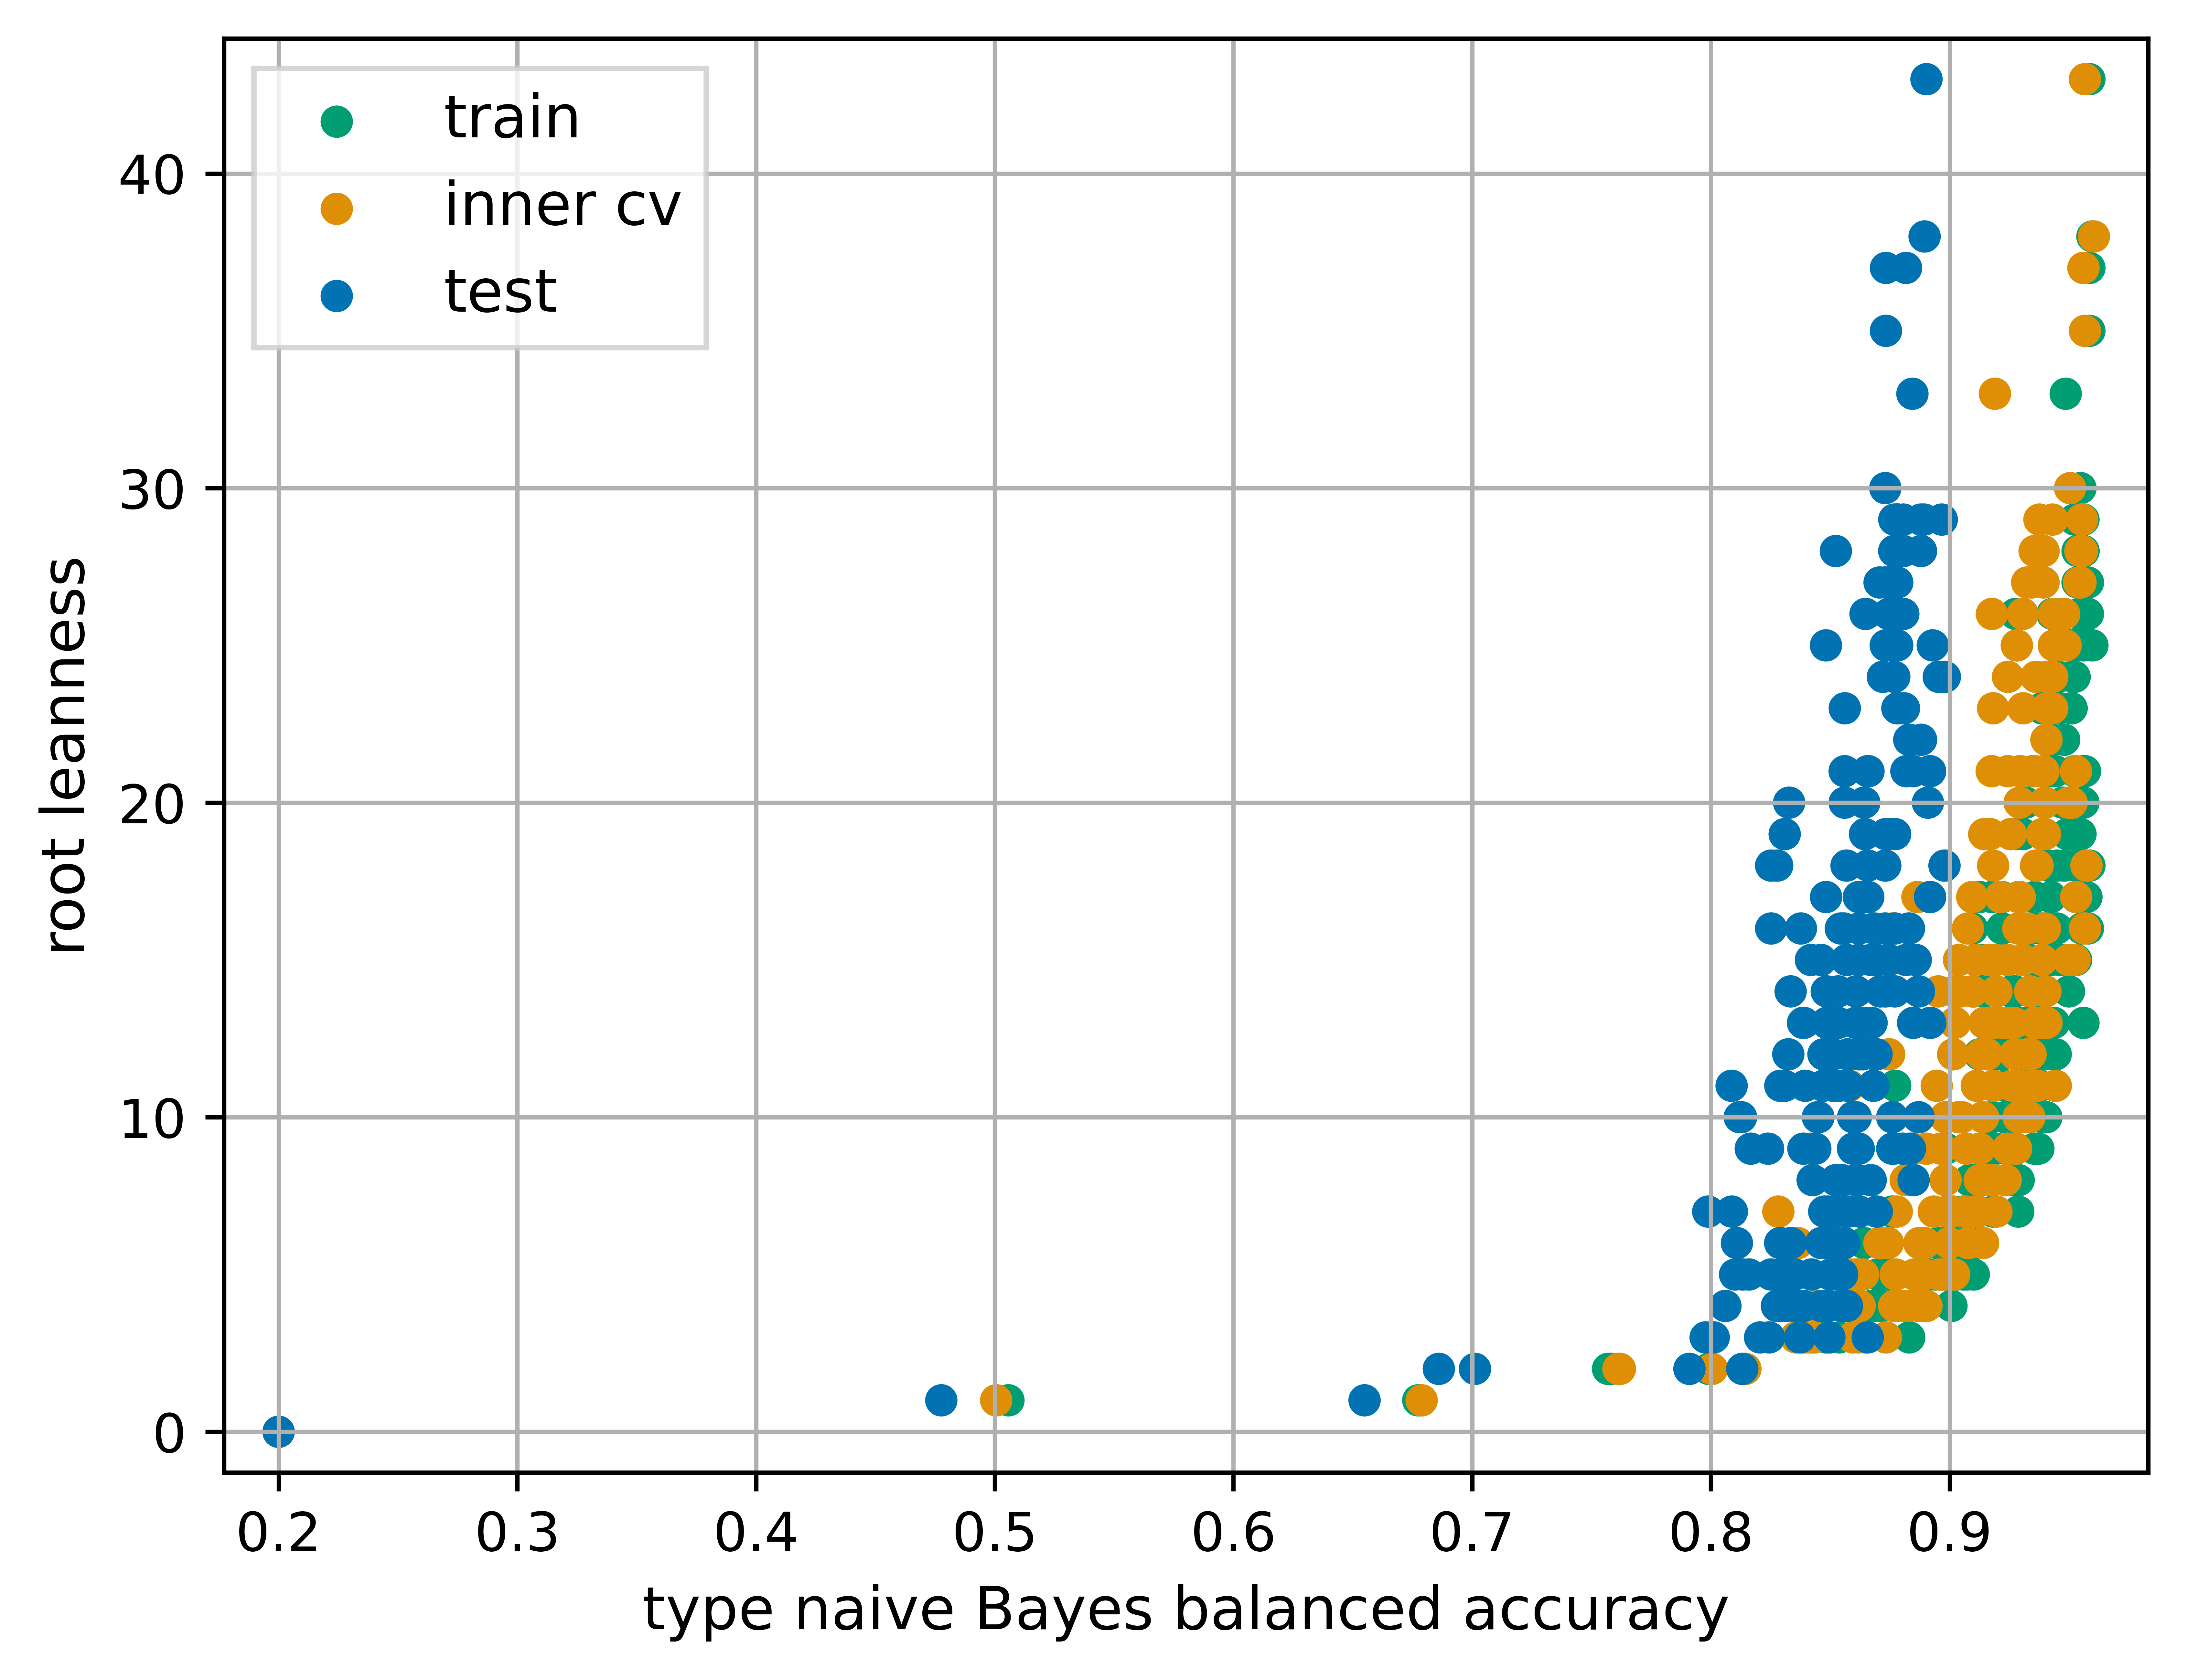 train
inner cv
test
40
30
20
10
0
root leanness
0.2 0.3 0.4 0.5 0.6 0.7 0.8 0.9
type naive Bayes balanced accuracy